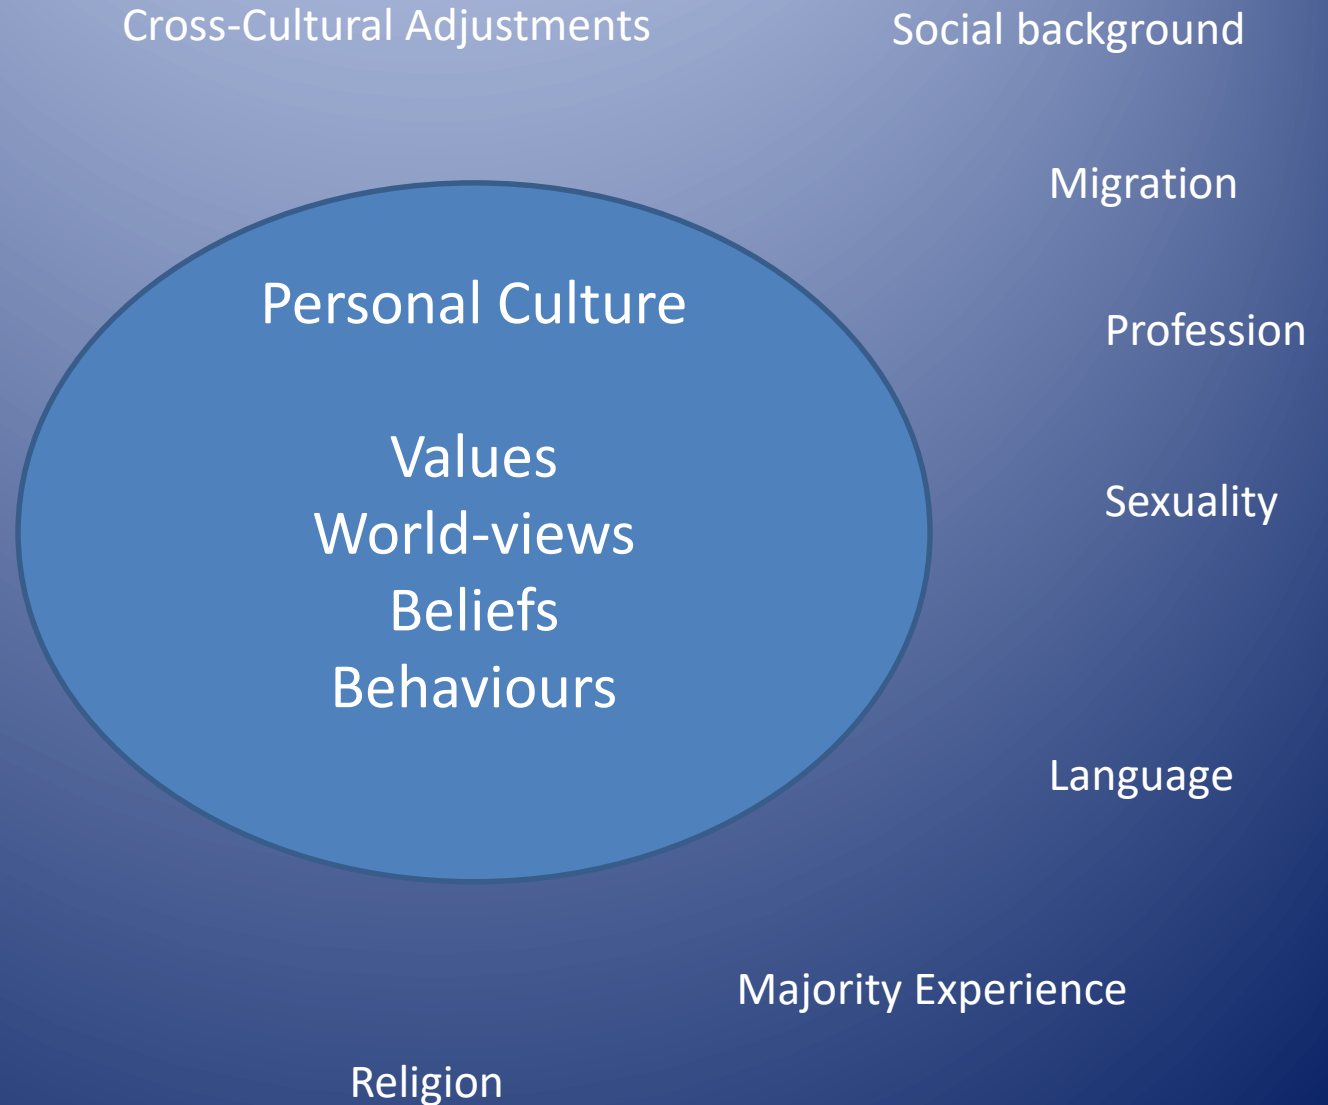 Cross-Cultural Adjustments
Social background
Migration
Personal Culture
Profession
Values
World-views
Beliefs
Behaviours
Sexuality
Language
Majority Experience
Religion